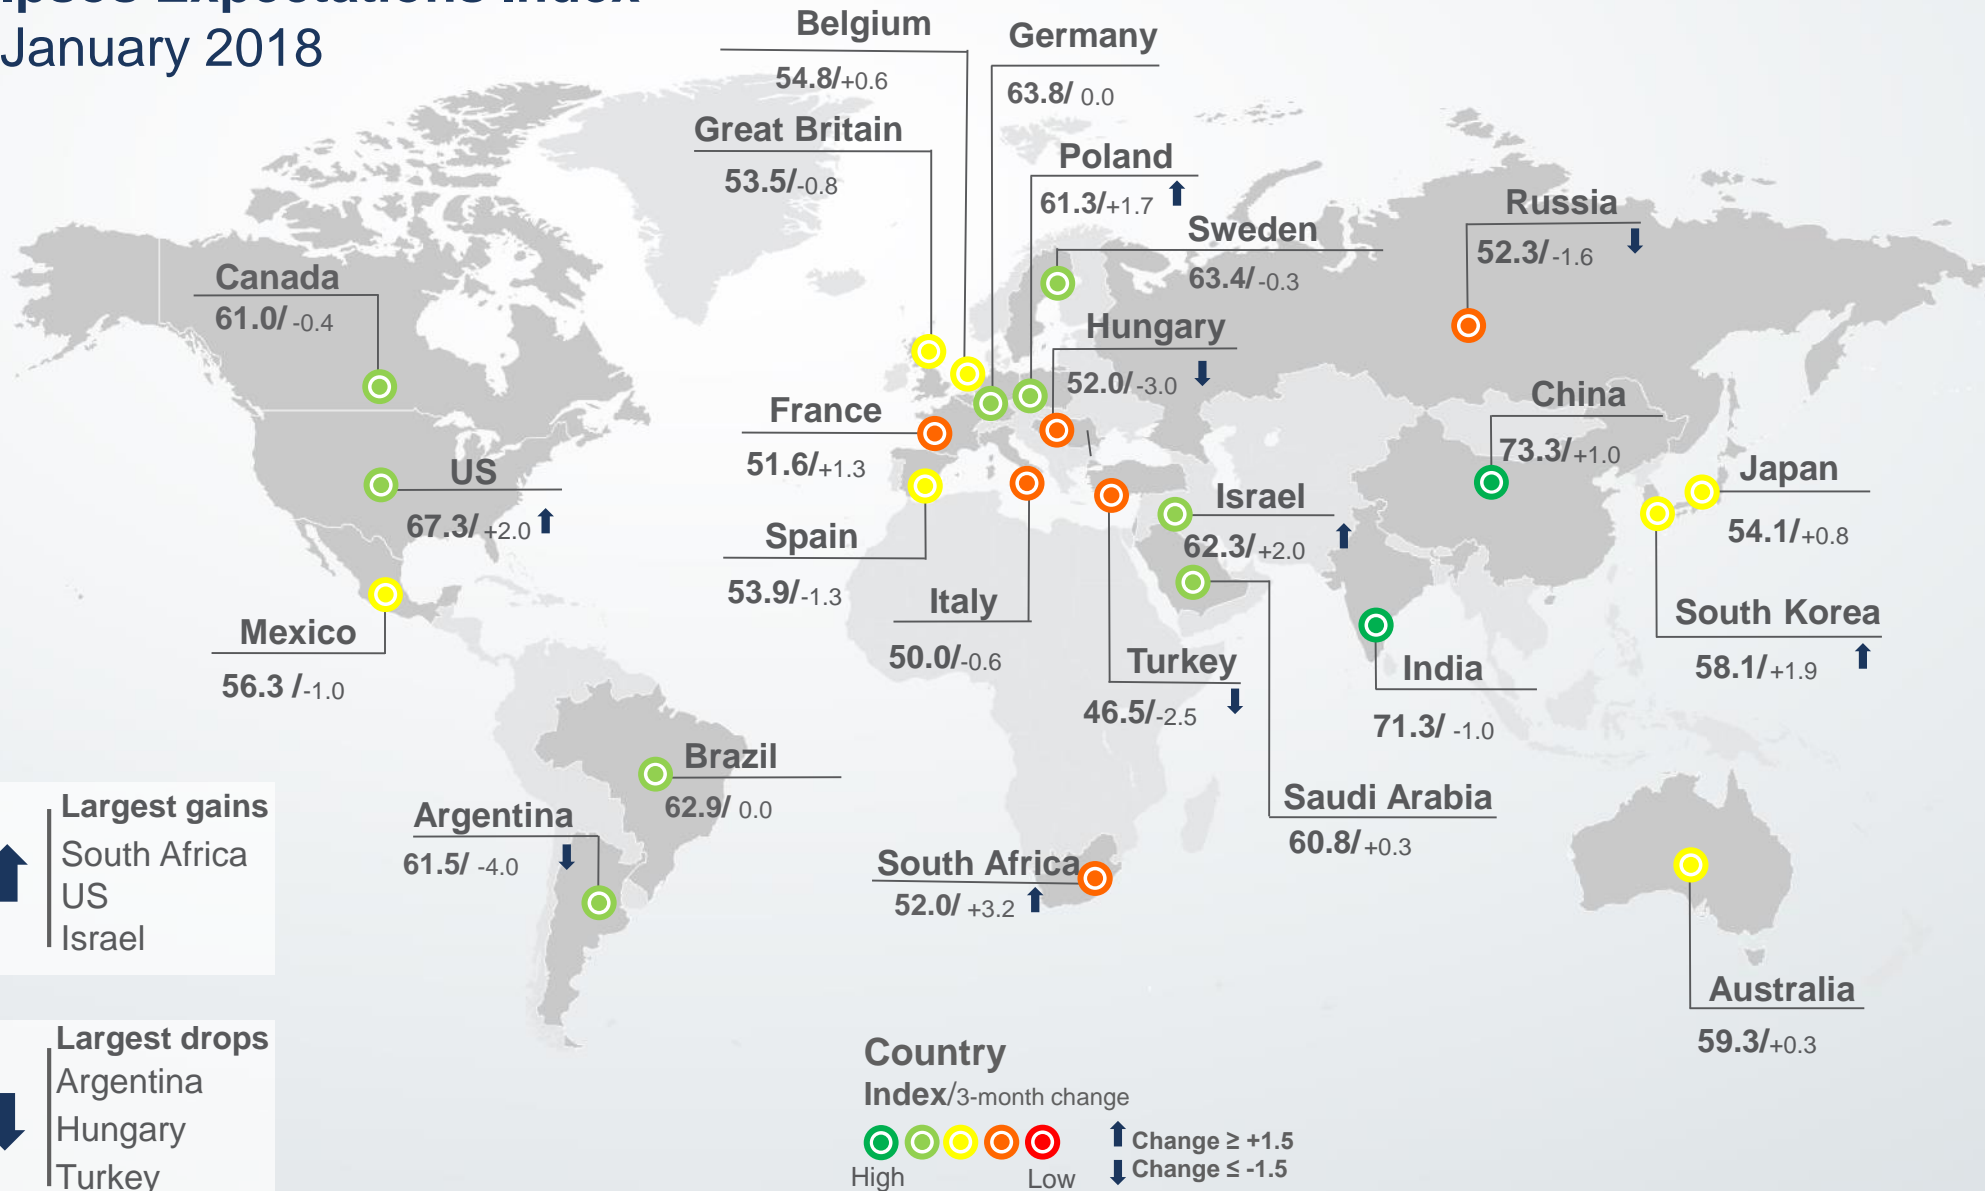 January 2018
Belgium
54.8/+0.6
Germany
63.8/ 0.0
Great Britain
53.5/-0.8
Poland
61.3/+1.7
Sweden
63.4/ -0.3
Russia
52.3/ -1.6
Canada
61.0/ -0.4
Hungary
52.0/ -3.0
France
51.6/+1.3
China
73.3/+1.0
US
67.3/ +2.0
Japan
54.1/+0.8
Israel
62.3/+2.0
Spain
53.9/-1.3
Italy
50.0/-0.6
South Korea
58.1/+1.9
Mexico
56.3 /-1.0
Turkey
46.5/-2.5
India
71.3/ -1.0
Brazil
62.9/ 0.0
Argentina
61.5/ -4.0
Saudi Arabia
60.8/+0.3
South Africa
52.0/ +3.2
Australia
59.3/+0.3
Largest gains
South Africa
US
Israel
Largest drops
Argentina
Hungary
Turkey
Country
Index/3-month change
High
Low
Change ≥ +1.5
Change ≤ -1.5